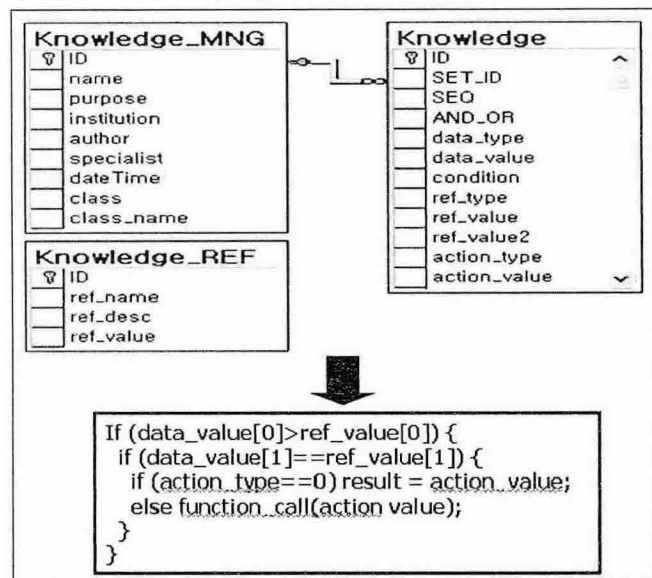 Knowledge_MNG
ID
name
purpose
institution
author
specialist
dateTime
class
class_name
Knowledge
ID
SET_ID
SEQ
AND_OR
data_type
data_value
condition
ref_type
ref_value
ref_value2
action_type
action_value
Knowledge_REF
ID
ref_name
ref_desc
ref_value
If (data_value[0]>ref_value[0]) {
if (data_value[1]==ref_value[1]) {
if (action_type==0) result = action_value;
else function_call(action value);
}
}